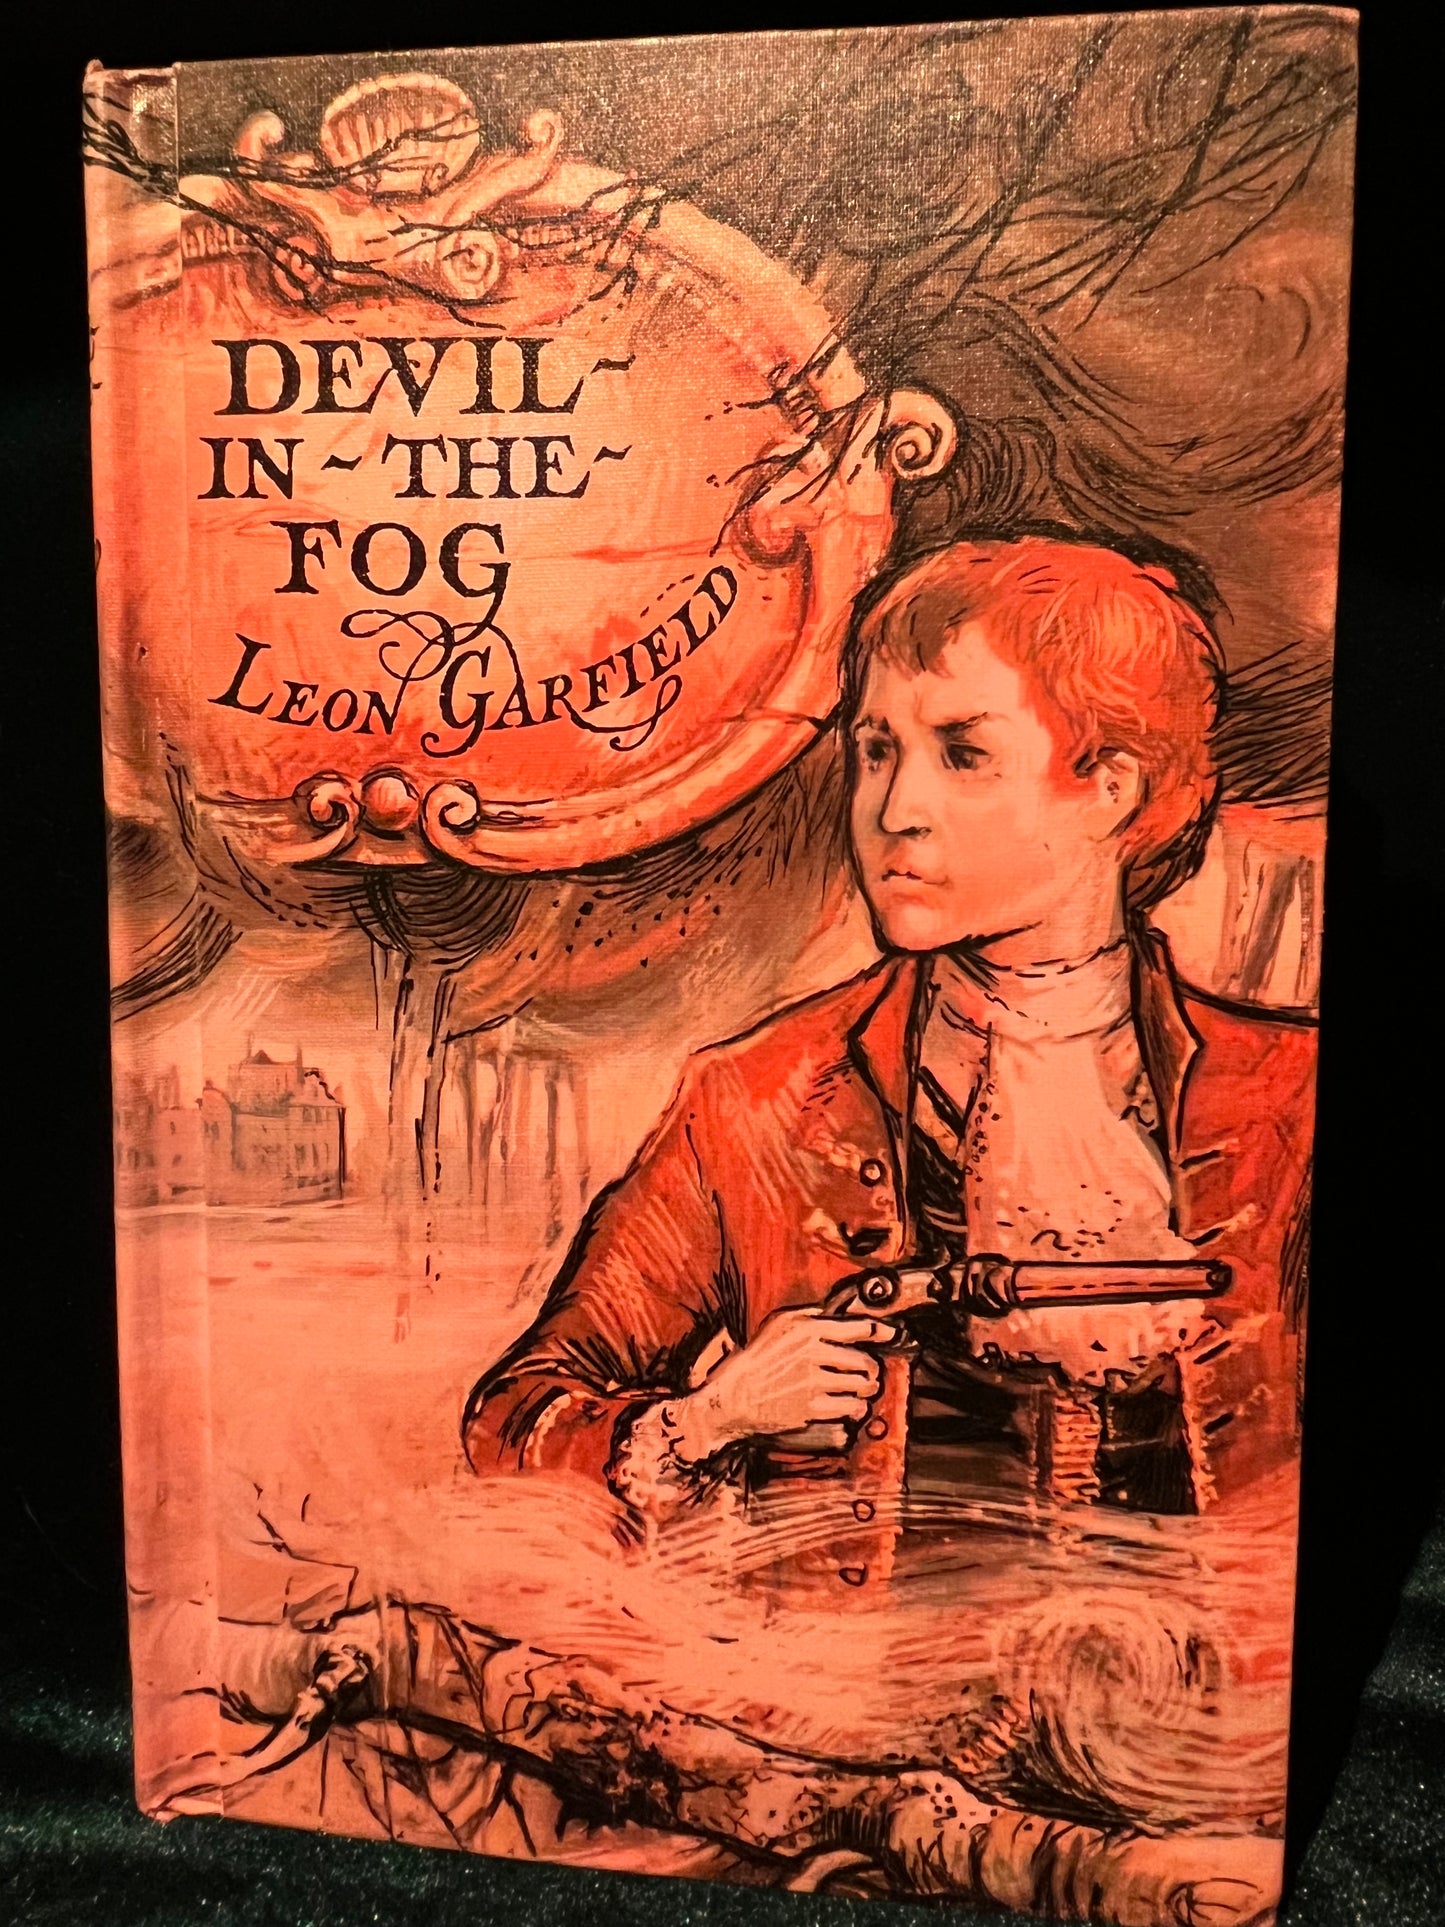 DEVIL~
IN~THE~
FOG
LEON GARFIELD